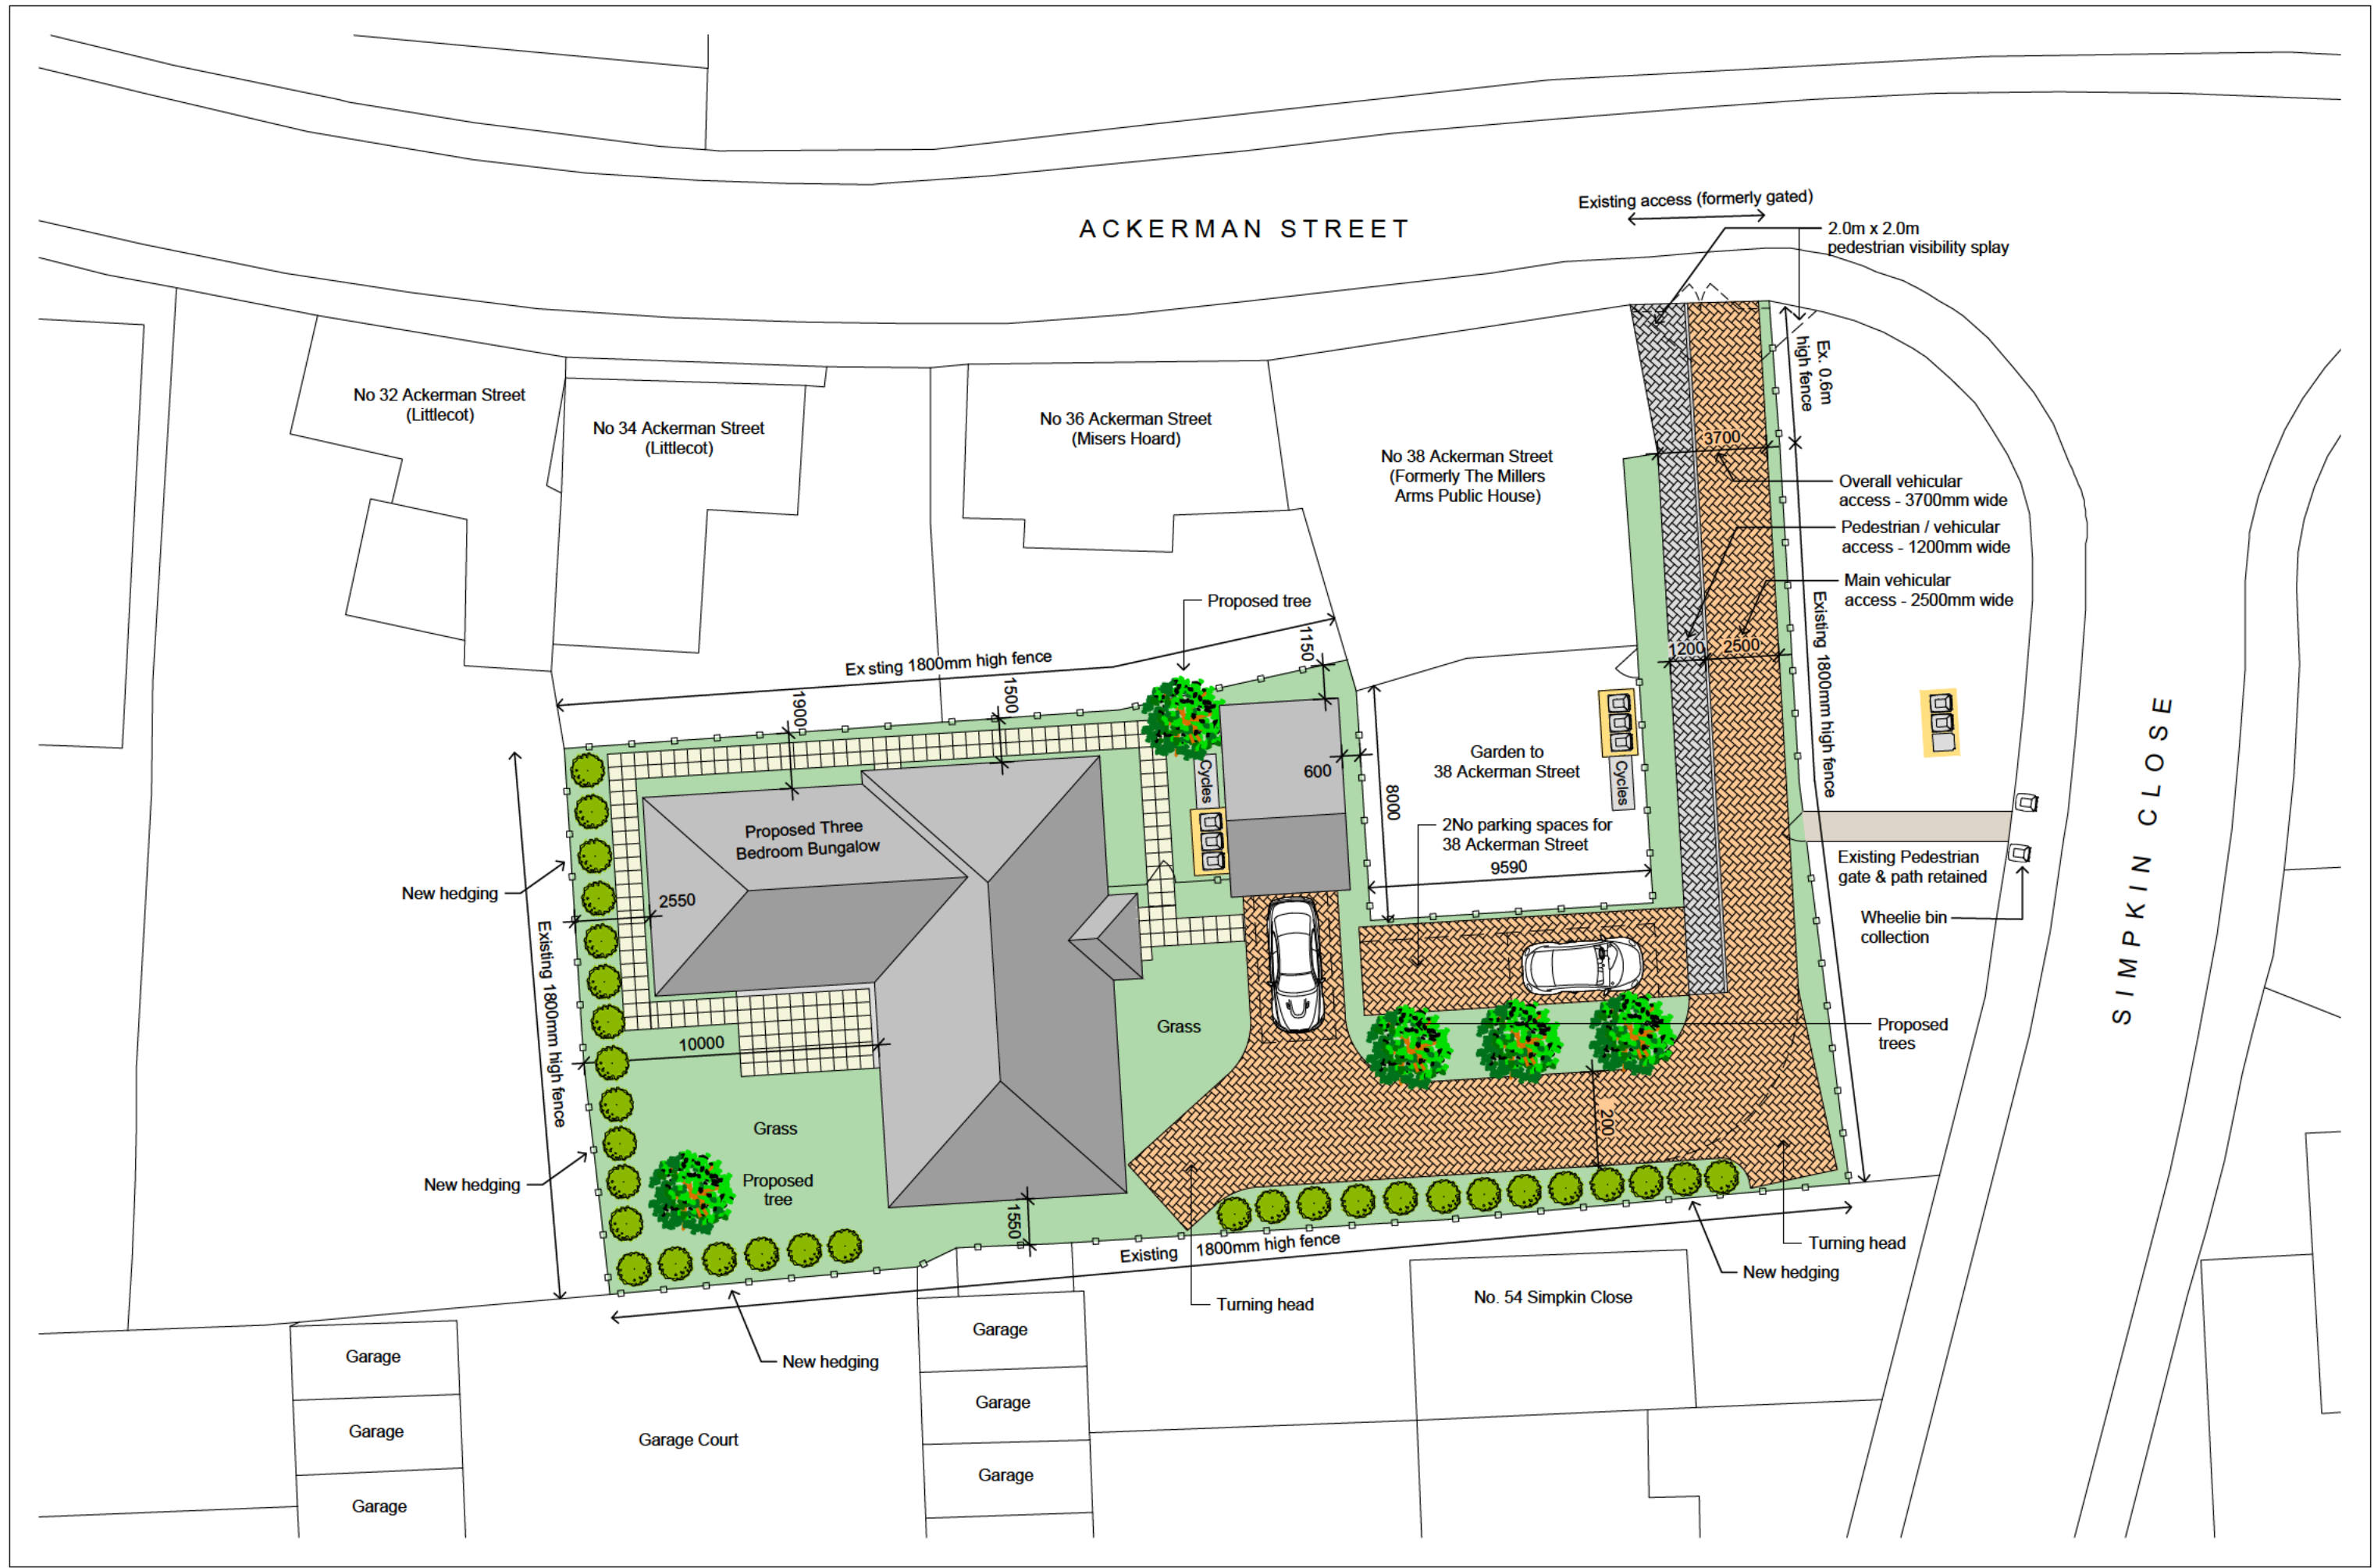 ACKERMAN STREET
Existing access (formerly gated)
2.0m x 2.0m
pedestrian visibility splay
Ex. 0.6m
high fence
No 32 Ackerman Street
(Littlecot)
No 34 Ackerman Street
(Littlecot)
No 36 Ackerman Street
(Misers Hoard)
No 38 Ackerman Street
(Formerly The Millers
Arms Public House)
3700
Overall vehicular
access - 3700mm wide
Pedestrian / vehicular
access - 1200mm wide
Main vehicular
access - 2500mm wide
Proposed tree
1150
Ex sting 1800mm high fence
1200
2500
Existing 1800mm high fence
1900
1500
Cycles
600
8000
Garden to
38 Ackerman Street
Cycles
SIMPKIN CLOSE
Proposed Three
Bedroom Bungalow
2No parking spaces for
38 Ackerman Street
9590
Existing Pedestrian
gate & path retained
New hedging
2550
Wheelie bin
collection
Existing 1800mm high fence
10000
Grass
Proposed
trees
200
Grass
New hedging
Proposed
tree
1550
Existing 1800mm high fence
Turning head
New hedging
Turning head
No. 54 Simpkin Close
New hedging
Garage
Garage
Garage
Garage Court
Garage
Garage
Garage